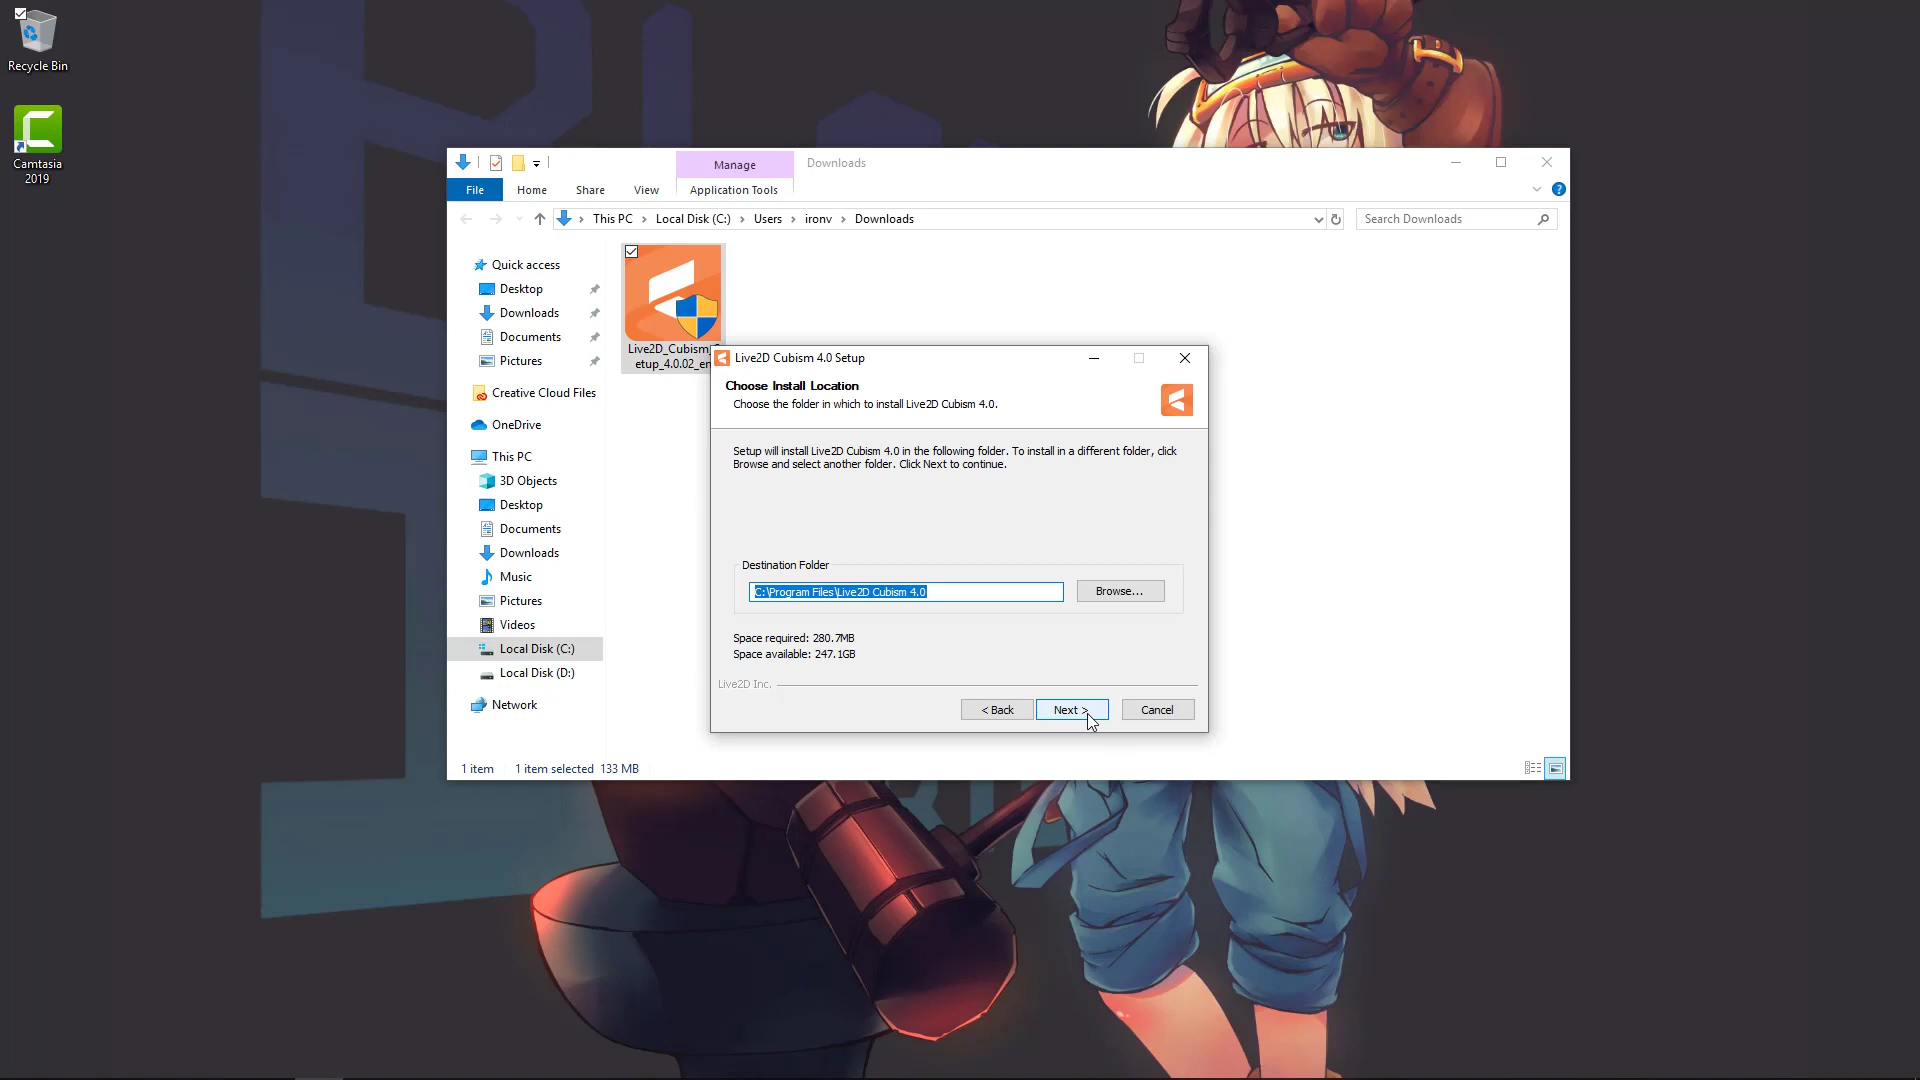 Recycle Bin
Camtasia
2019
Manage
Downloads
File
Home
Share
View
Application Tools
This PC
Local Disk (C:)
Users
ironv
Downloads
Search Downloads
Quick access
Desktop
Downloads
Documents
Pictures
Creative Cloud Files
OneDrive
This PC
3D Objects
Desktop
Documents
Downloads
Music
Pictures
Videos
Local Disk (C:)
Local Disk (D:)
Network
Live2D_Cubism_
etup_4.0.02_en
Live2D Cubism 4.0 Setup
Choose Install Location
Choose the folder in which to install Live2D Cubism 4.0.
Setup will install Live2D Cubism 4.0 in the following folder. To install in a different folder, click
Browse and select another folder. Click Next to continue.
Destination Folder
C:\Program Files\Live2D Cubism 4.0
Browse...
Space required: 280.7MB
Space available: 247.1GB
Live2D Inc.
< Back
Next >
Cancel
1 item
1 item selected
133 MB